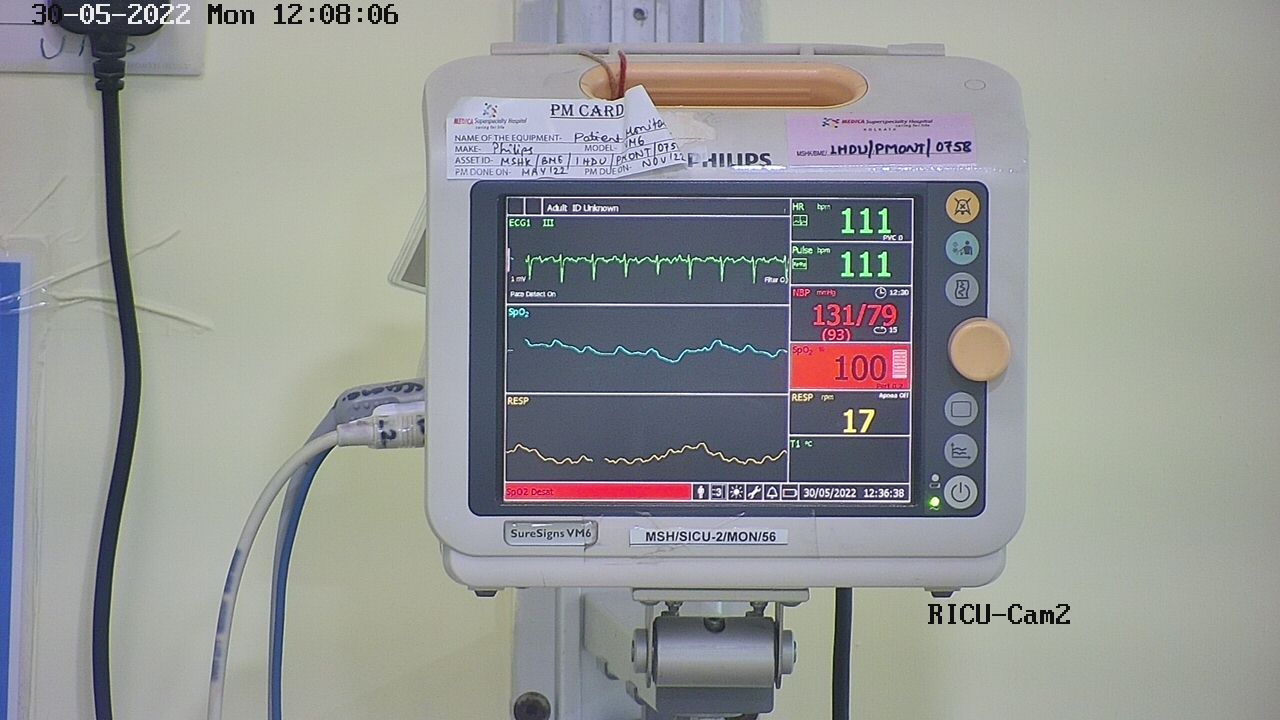 30-05-2022 Mon 12:08:06
PM CARD
MEDICA Superspecialty Hospital
NAME OF THE EQUIPMENT- Patient Monitor
MAKE- Philips MODEL- VM6
ASSET ID- MSHK/BME/IHDU/PMONT/075
PM DONE ON- MAY'22 PM DUE ON- NOV'22
MEDICA Superspecialty Hospital
KOLKATA
MSHK/BME/ IHDU/PMONT/0758
PHILIPS
Adult ID Unknown
ECG1 III
1 mV
Filter
Pace Detect On
HR bpm
111
PVC 0
Pulse bpm
111
NBP mmHg 12:30
131/79
(93) 15
SpO₂
SpO₂ %
100
RESP
RESP rpm Apnea Off
17
T1 °C
SpO2 Desat
30/05/2022 12:36:38
SureSigns VM6
MSH/SICU-2/MON/56
RICU-Cam2